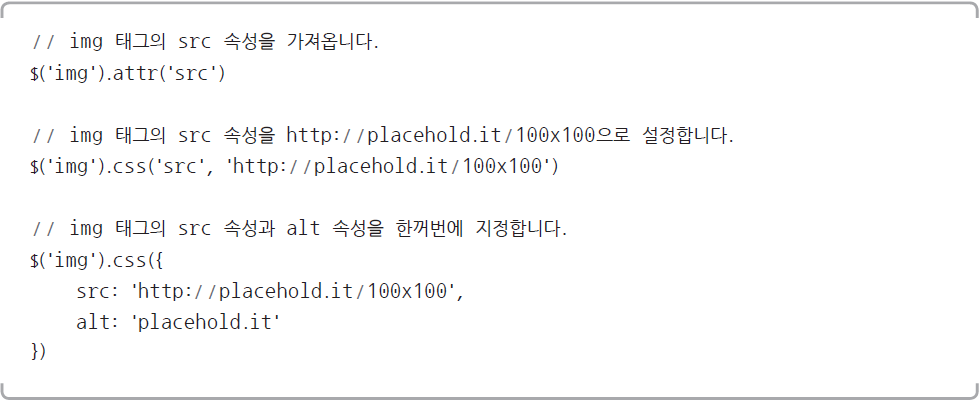 // img 태그의 src 속성을 가져옵니다.
$('img').attr('src')
// img 태그의 src 속성을 http://placehold.it/100x100으로 설정합니다.
$('img').css('src', 'http://placehold.it/100x100')
// img 태그의 src 속성과 alt 속성을 한꺼번에 지정합니다.
$('img').css({
    src: 'http://placehold.it/100x100',
    alt: 'placehold.it'
})